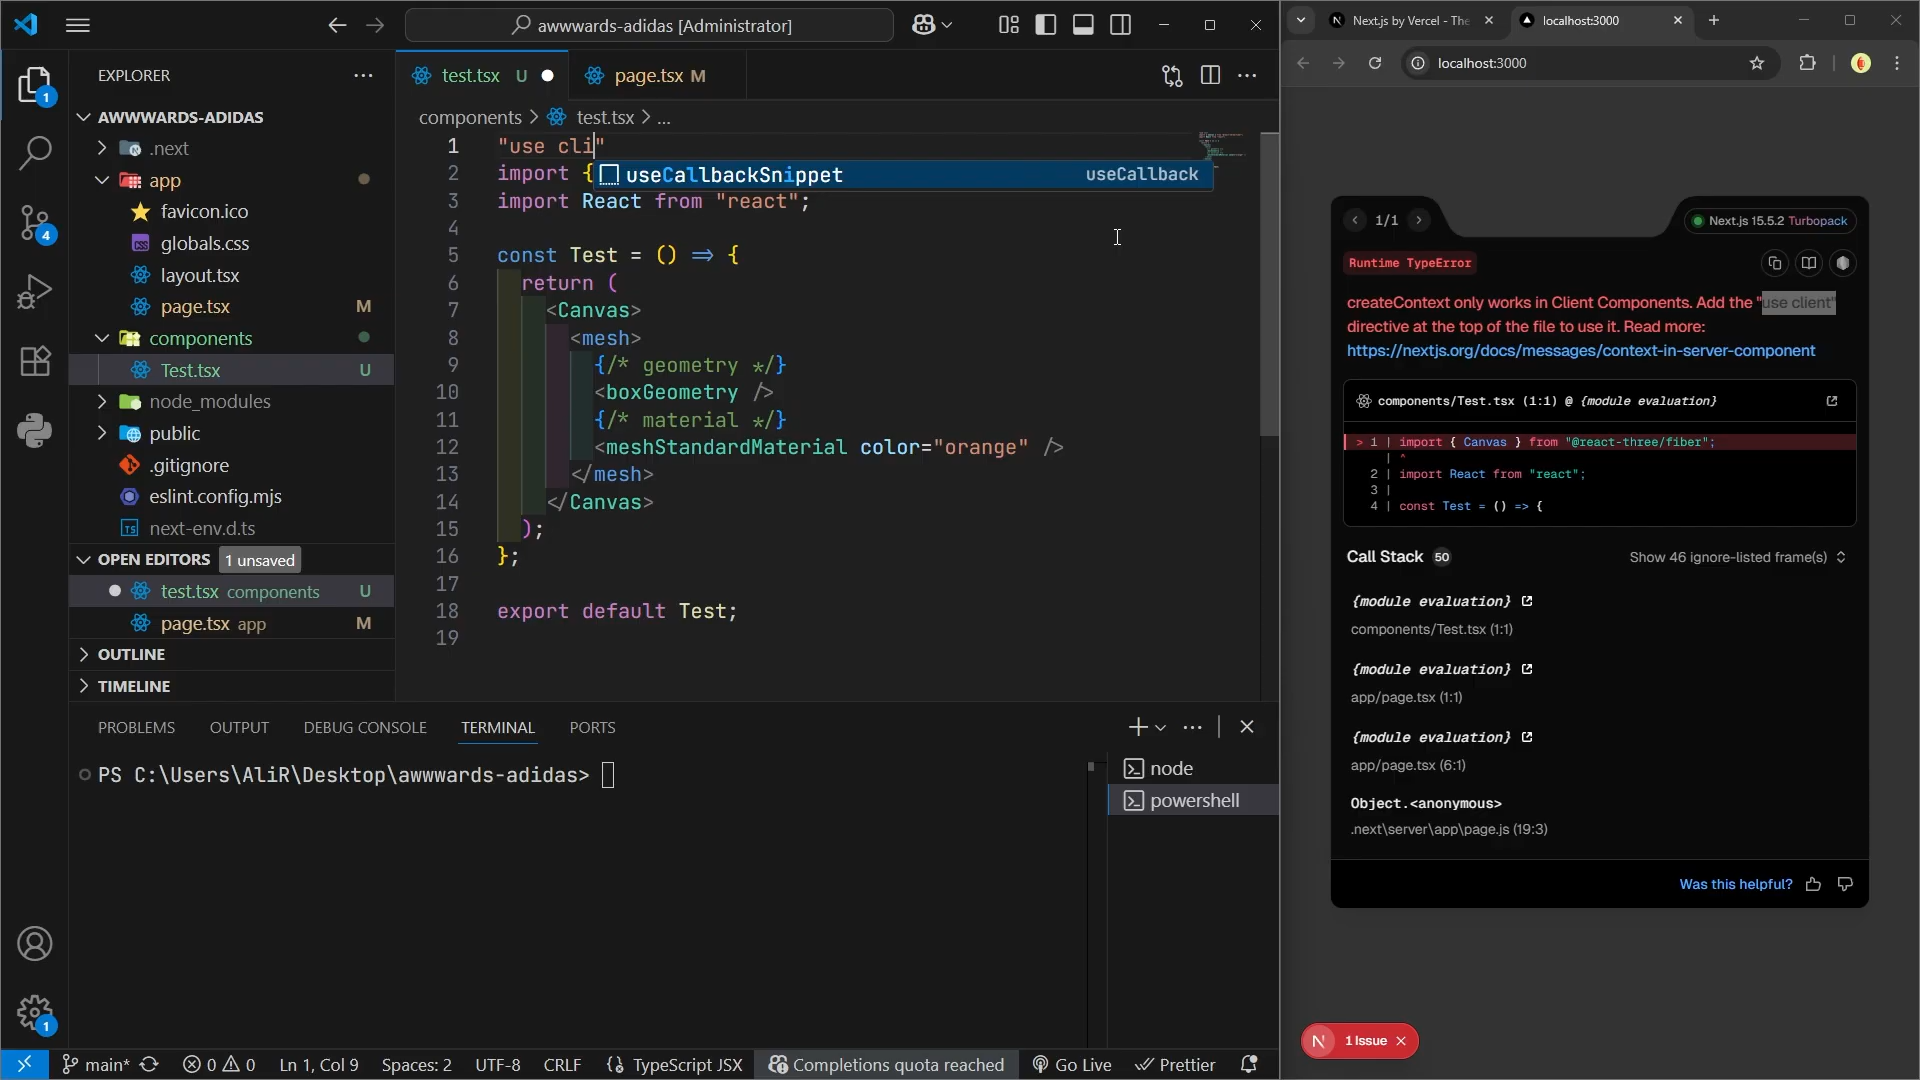 awwwards-adidas [Administrator]
EXPLORER
AWWWARDS-ADIDAS
.next
app
favicon.ico
globals.css
layout.tsx
page.tsx M
components
Test.tsx U
node_modules
public
.gitignore
eslint.config.mjs
next-env.d.ts
OPEN EDITORS 1 unsaved
test.tsx components U
page.tsx app M
OUTLINE
TIMELINE
1
4
1
test.tsx U
page.tsx M
components > test.tsx > ...
1 "use cli"
2 import {
useCallbackSnippet useCallback
3 import React from "react";
4
5 const Test = () => {
6 return (
7 <Canvas>
8 <mesh>
9 {/* geometry */}
10 <boxGeometry />
11 {/* material */}
12 <meshStandardMaterial color="orange" />
13 </mesh>
14 </Canvas>
15 );
16 };
17
18 export default Test;
19
PROBLEMS OUTPUT DEBUG CONSOLE TERMINAL PORTS
PS C:\Users\AliR\Desktop\awwwards-adidas>
node
powershell
main* 0 0 Ln 1, Col 9 Spaces: 2 UTF-8 CRLF {} TypeScript JSX Completions quota reached Go Live Prettier
Next.js by Vercel - The
localhost:3000
localhost:3000
1/1
Next.js 15.5.2 Turbopack
Runtime TypeError
createContext only works in Client Components. Add the "use client"
directive at the top of the file to use it. Read more:
https://nextjs.org/docs/messages/context-in-server-component
components/Test.tsx (1:1) @ {module evaluation}
> 1 | import { Canvas } from "@react-three/fiber";
| ^
2 | import React from "react";
3 |
4 | const Test = () => {
Call Stack 50
Show 46 ignore-listed frame(s)
{module evaluation}
components/Test.tsx (1:1)
{module evaluation}
app/page.tsx (1:1)
{module evaluation}
app/page.tsx (6:1)
Object.<anonymous>
.next\server\app\page.js (19:3)
Was this helpful?
N 1 Issue